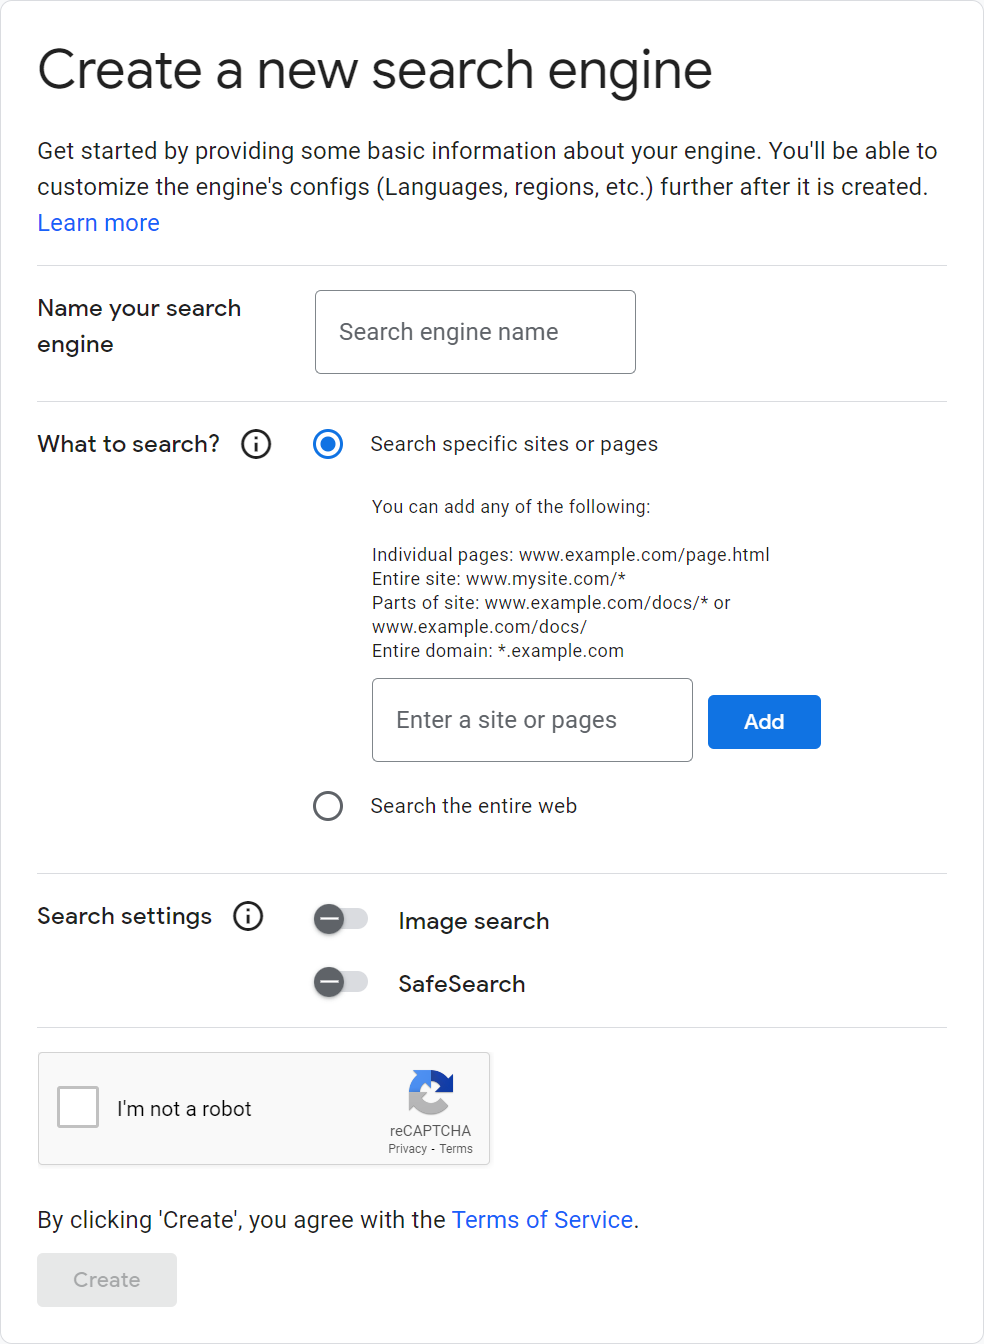 Create a new search engine
Get started by providing some basic information about your engine. You'll be able to
customize the engine's configs (Languages, regions, etc.) further after it is created.
Learn more
Name your search
engine
Search engine name
What to search?
Search specific sites or pages
You can add any of the following:
Individual pages: www.example.com/page.html
Entire site: www.mysite.com/*
Parts of site: www.example.com/docs/* or
www.example.com/docs/
Entire domain: *.example.com
Enter a site or pages
Add
Search the entire web
Search settings
Image search
SafeSearch
I'm not a robot
reCAPTCHA
Privacy - Terms
By clicking 'Create', you agree with the Terms of Service.
Create